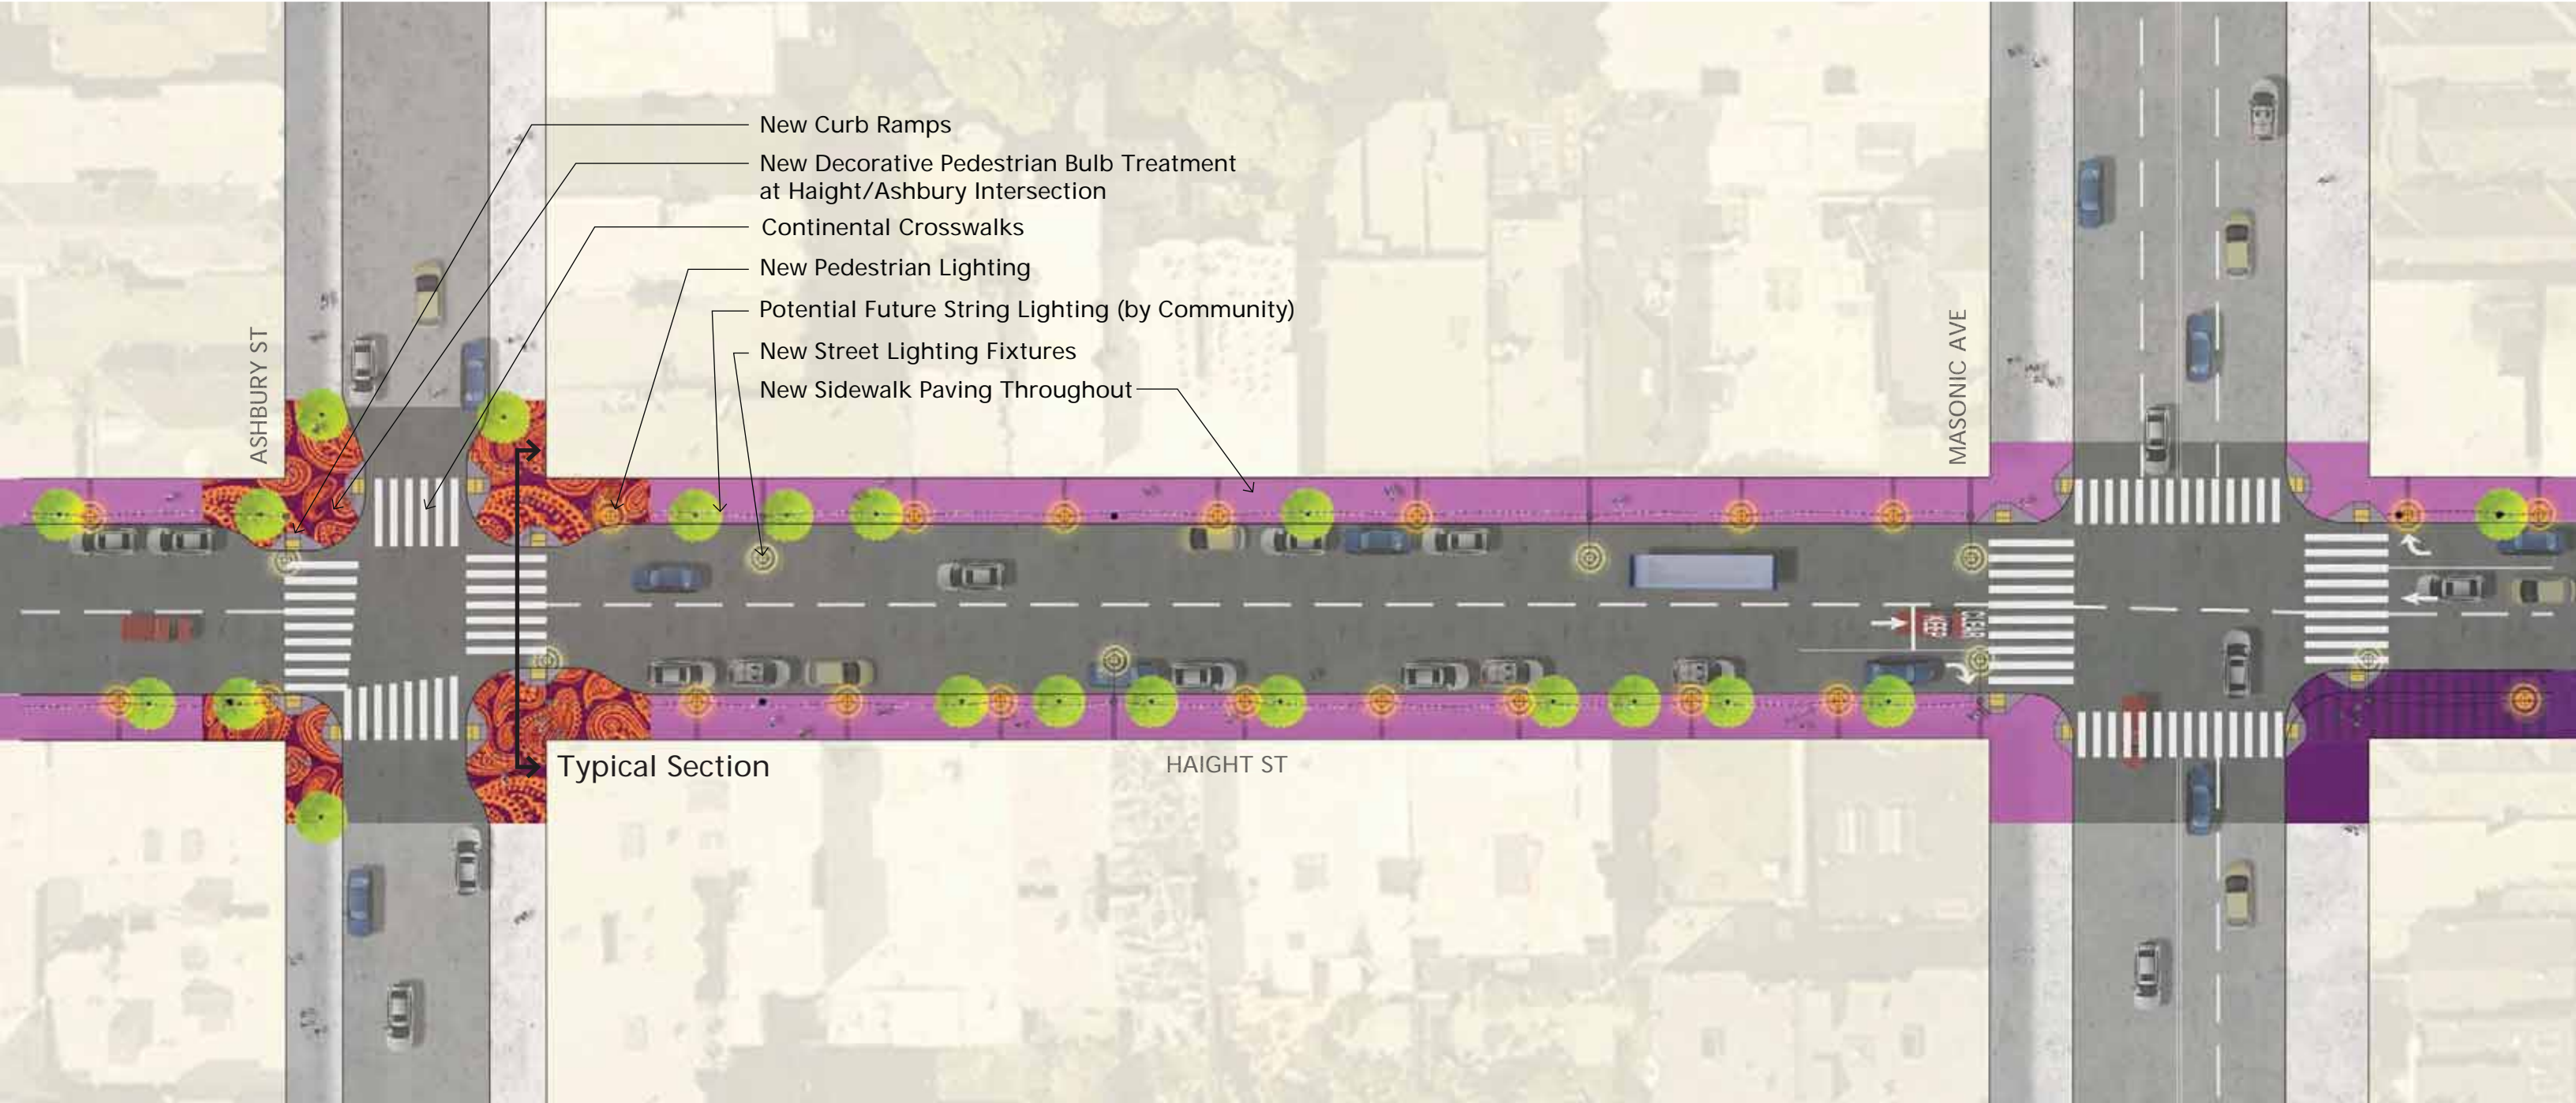 New Curb Ramps
New Decorative Pedestrian Bulb Treatment
at Haight/Ashbury Intersection
Continental Crosswalks
New Pedestrian Lighting
Potential Future String Lighting (by Community)
New Street Lighting Fixtures
New Sidewalk Paving Throughout
ASHBURY ST
MASONIC AVE
KEEP
CLEAR
Typical Section
HAIGHT ST